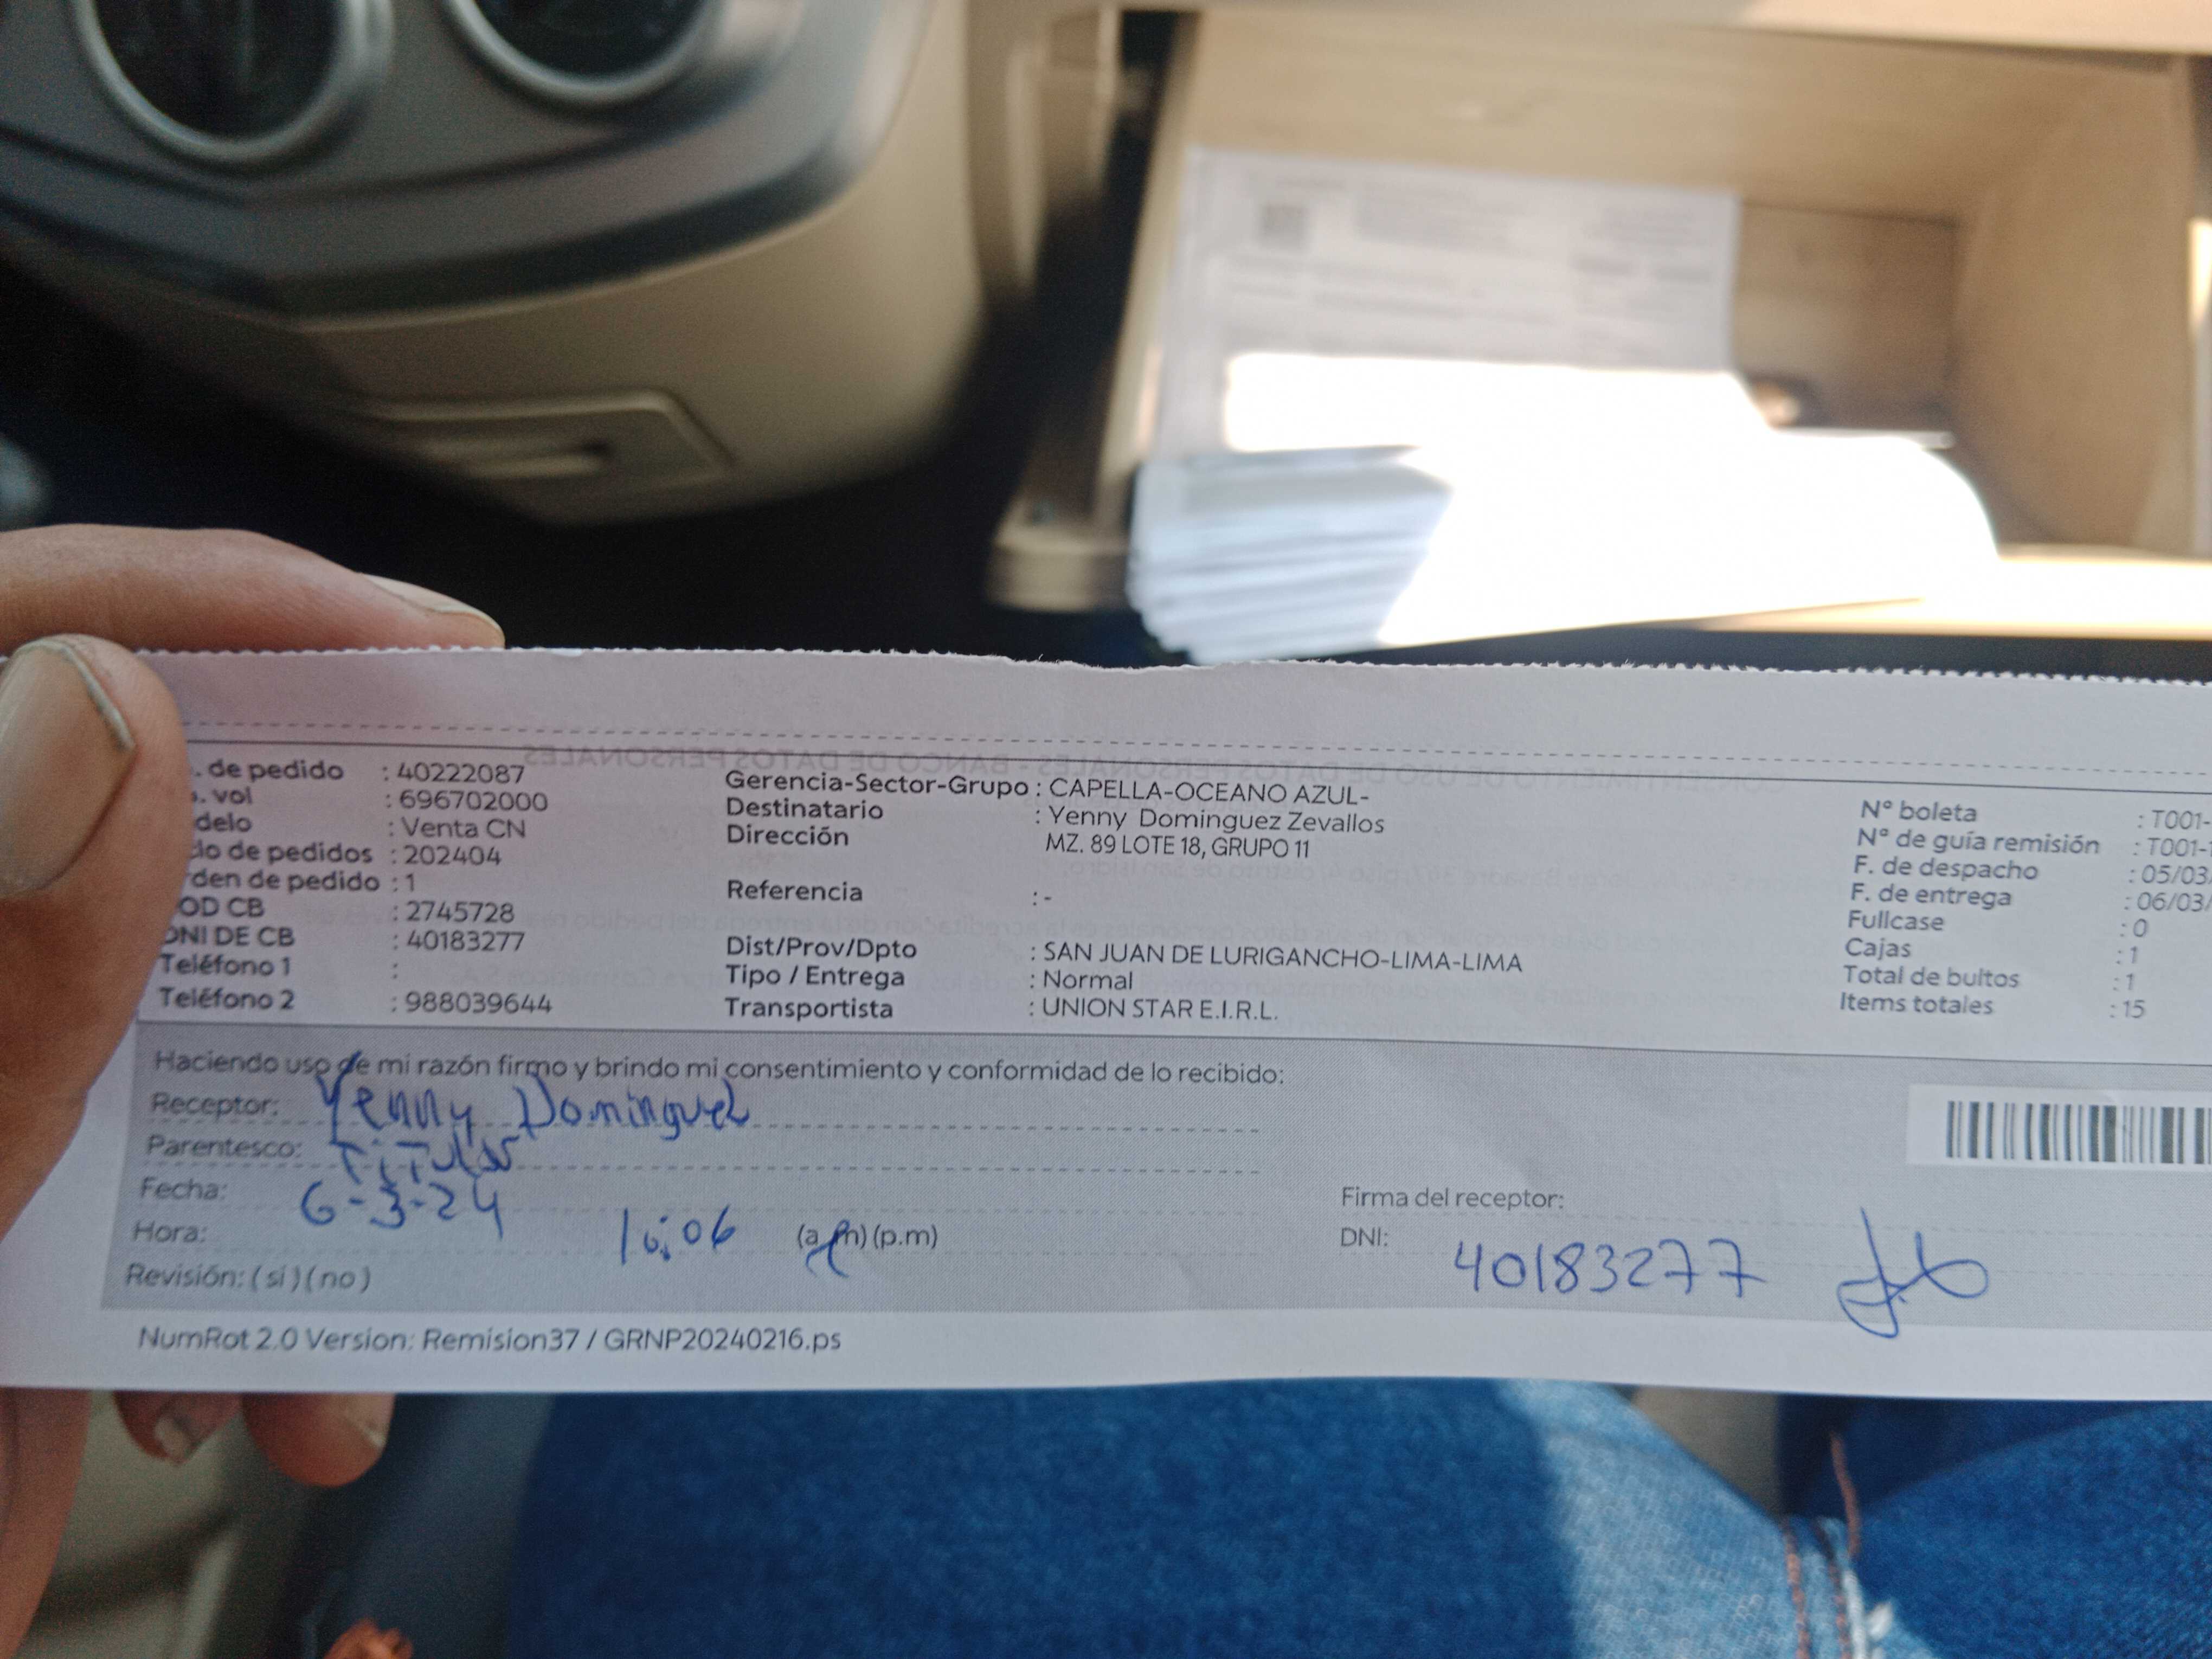 . de pedido : 40222087
. vol : 696702000
delo : Venta CN
do de pedidos : 202404
den de pedido : 1
OD CB : 2745728
DNI DE CB : 40183277
Teléfono 1 :
Teléfono 2 : 988039644
Gerencia-Sector-Grupo : CAPELLA-OCEANO AZUL-
Destinatario : Yenny Dominguez Zevallos
Dirección MZ. 89 LOTE 18, GRUPO 11
Referencia : -
Dist/Prov/Dpto : SAN JUAN DE LURIGANCHO-LIMA-LIMA
Tipo / Entrega : Normal
Transportista : UNION STAR E.I.R.L.
N° boleta : T001-
N° de guía remisión : T001-1
F. de despacho : 05/03/
F. de entrega : 06/03/
Fullcase : 0
Cajas : 1
Total de bultos : 1
Items totales : 15
Haciendo uso de mi razón firmo y brindo mi consentimiento y conformidad de lo recibido:
Receptor: Yenny Dominguez
Parentesco: Titular
Fecha: 6-3-24
Hora: 10:06 (a.m) (p.m)
Revisión: (si) (no)
Firma del receptor:
DNI: 40183277
NumRot 2.0 Version: Remision37 / GRNP20240216.ps